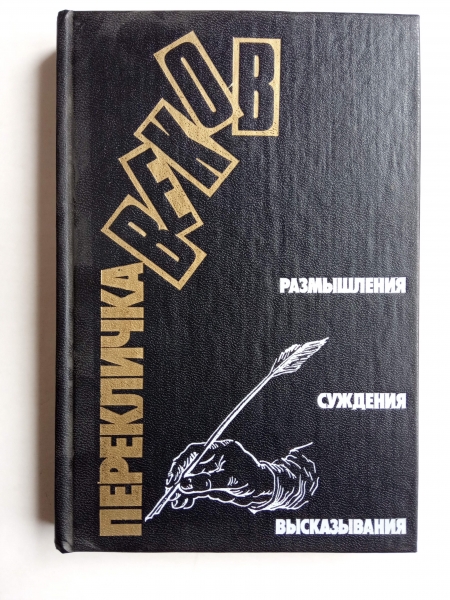 ПЕРЕКЛИЧКА
ВЕКОВ
РАЗМЫШЛЕНИЯ
СУЖДЕНИЯ
ВЫСКАЗЫВАНИЯ